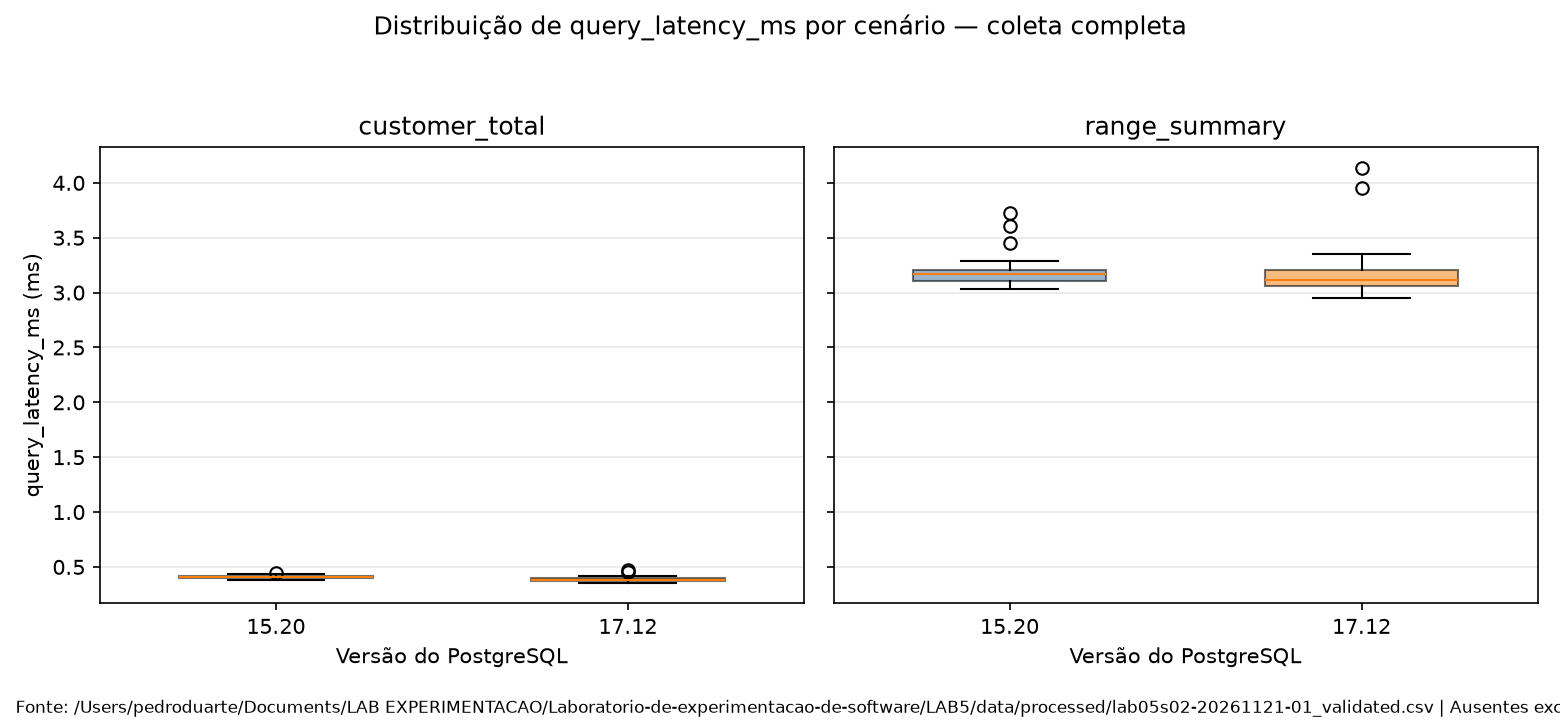 Distribuição de query_latency_ms por cenário — coleta completa
customer_total
range_summary
query_latency_ms (ms)
4.0
3.5
3.0
2.5
2.0
1.5
1.0
0.5
15.20
17.12
15.20
17.12
Versão do PostgreSQL
Versão do PostgreSQL
Fonte: /Users/pedroduarte/Documents/LAB EXPERIMENTACAO/Laboratorio-de-experimentacao-de-software/LAB5/data/processed/lab05s02-20261121-01_validated.csv | Ausentes exc